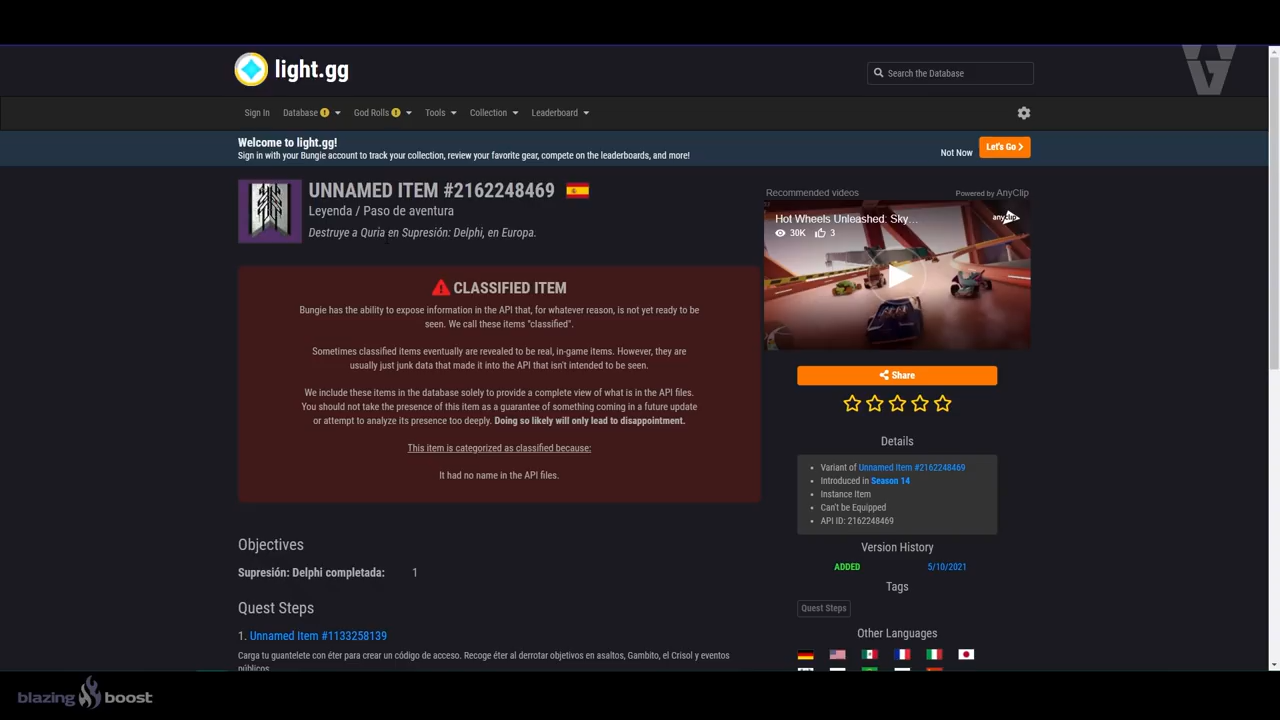 light.gg
Search the Database
Sign In
Database
God Rolls
Tools
Collection
Leaderboard
Welcome to light.gg!
Sign in with your Bungie account to track your collection, review your favorite gear, compete on the leaderboards, and more!
Not Now
Let's Go
UNNAMED ITEM #2162248469
Leyenda / Paso de aventura
Destruye a Quria en Supresión: Delphi, en Europa.
Recommended videos
Powered by AnyClip
Hot Wheels Unleashed: Sky...
anyclip
30K
3
CLASSIFIED ITEM
Bungie has the ability to expose information in the API that, for whatever reason, is not yet ready to be
seen. We call these items "classified".
Sometimes classified items eventually are revealed to be real, in-game items. However, they are
usually just junk data that made it into the API that isn't intended to be seen.
We include these items in the database solely to provide a complete view of what is in the API files.
You should not take the presence of this item as a guarantee of something coming in a future update
or attempt to analyze its presence too deeply. Doing so likely will only lead to disappointment.
This item is categorized as classified because:
It had no name in the API files.
Share
Details
Variant of Unnamed Item #2162248469
Introduced in Season 14
Instance Item
Can't be Equipped
API ID: 2162248469
Version History
ADDED
5/10/2021
Tags
Quest Steps
Other Languages
Objectives
Supresión: Delphi completada:
1
Quest Steps
1. Unnamed Item #1133258139
Carga tu guantelete con éter para crear un código de acceso. Recoge éter al derrotar objetivos en asaltos, Gambito, el Crisol y eventos
públicos.
blazing boost